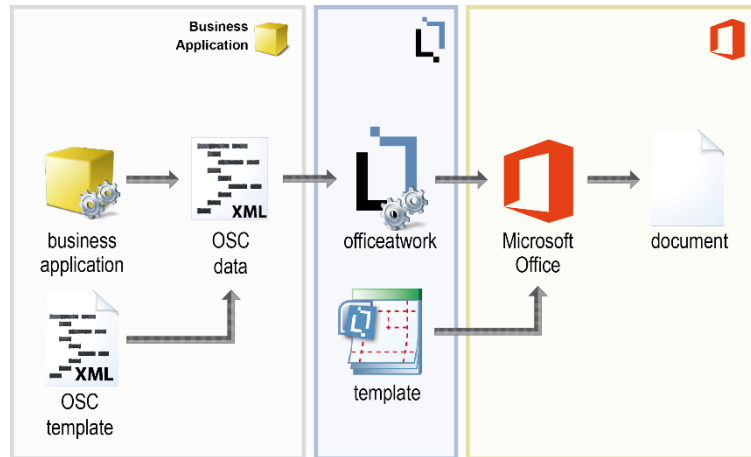 Business
Application
XML
business
application
OSC
data
officeatwork
Microsoft
Office
document
XML
OSC
template
template